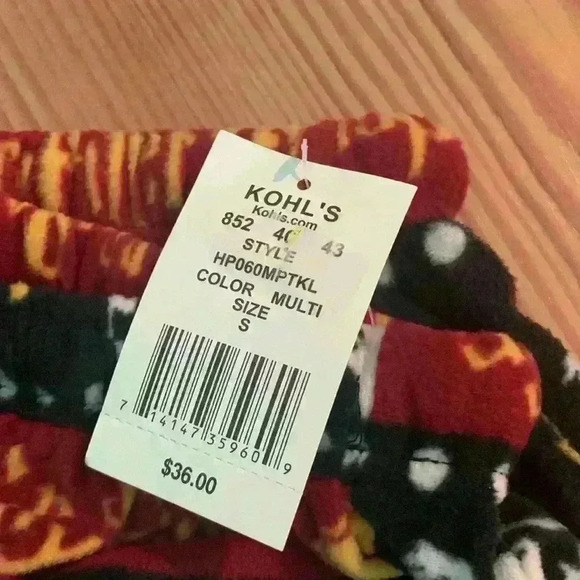 KOHL'S
Kohls.com
852 40 43
STYLE
HP060MPTKL
COLOR MULTI
SIZE
S
7 14147 35960 9
$36.00